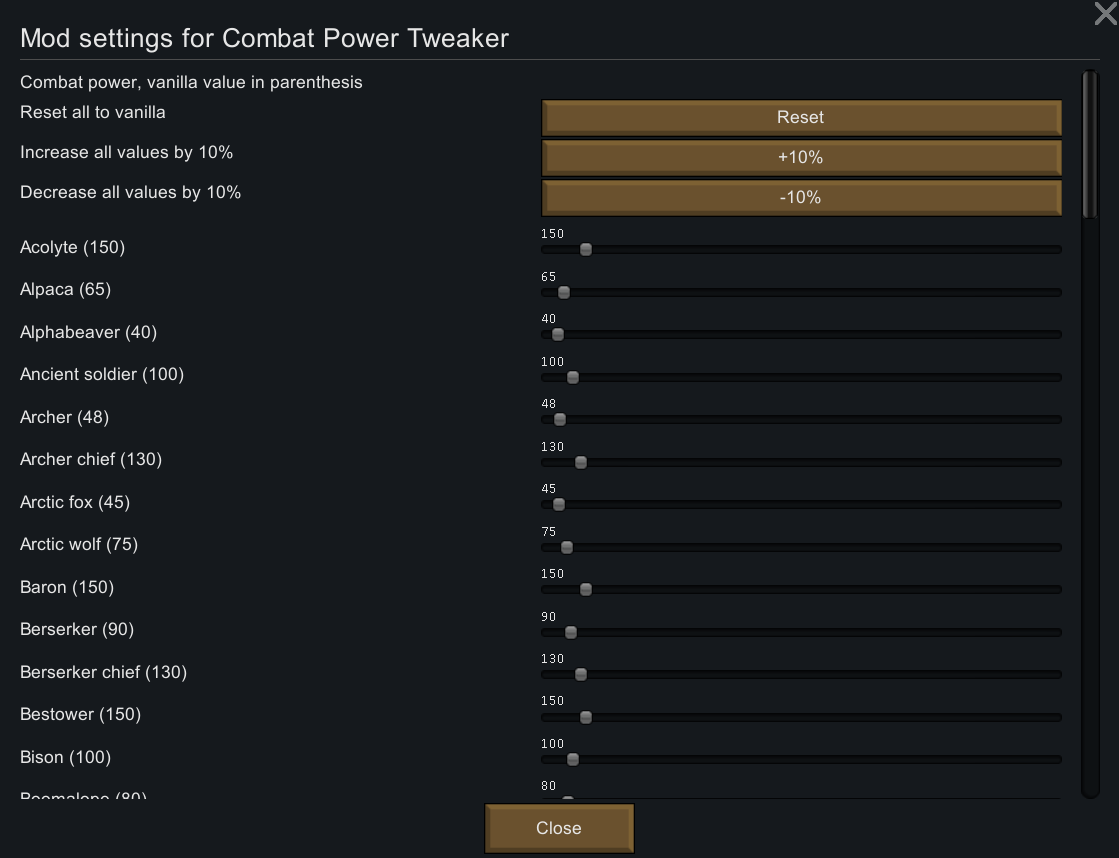 Mod settings for Combat Power Tweaker
Combat power, vanilla value in parenthesis
Reset all to vanilla
Reset
Increase all values by 10%
+10%
Decrease all values by 10%
-10%
Acolyte (150)
150
Alpaca (65)
65
Alphabeaver (40)
40
Ancient soldier (100)
100
Archer (48)
48
Archer chief (130)
130
Arctic fox (45)
45
Arctic wolf (75)
75
Baron (150)
150
Berserker (90)
90
Berserker chief (130)
130
Bestower (150)
150
Bison (100)
100
Boomalope (80)
80
Close